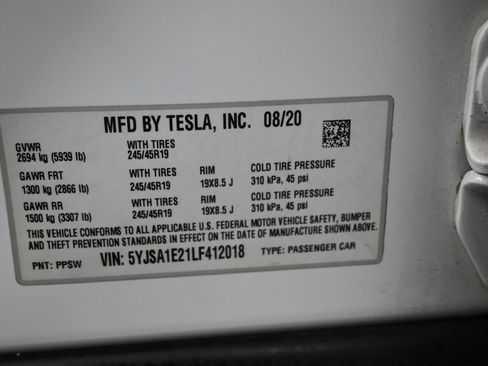 MFD BY TESLA, INC. 08/20
GVWR WITH TIRES
2694 kg (5939 lb) 245/45R19
GAWR FRT WITH TIRES RIM COLD TIRE PRESSURE
1300 kg (2866 lb) 245/45R19 19X8.5 J 310 kPa, 45 psi
GAWR RR WITH TIRES RIM COLD TIRE PRESSURE
1500 kg (3307 lb) 245/45R19 19X8.5 J 310 kPa, 45 psi
THIS VEHICLE CONFORMS TO ALL APPLICABLE U.S. FEDERAL MOTOR VEHICLE SAFETY, BUMPER
AND THEFT PREVENTION STANDARDS IN EFFECT ON THE DATE OF MANUFACTURE SHOWN ABOVE.
PNT: PPSW VIN: 5YJSA1E21LF412018 TYPE: PASSENGER CAR